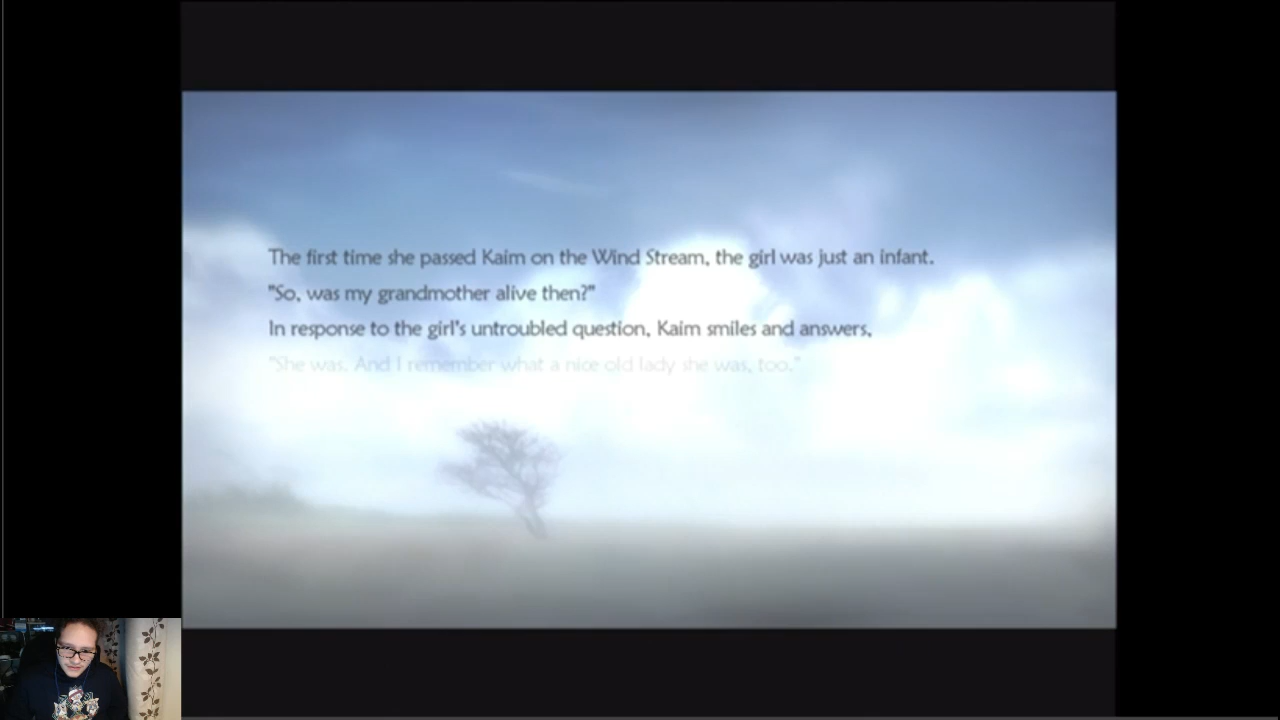 The first time she passed Kaim on the Wind Stream, the girl was just an infant.
"So, was my grandmother alive then?"
In response to the girl's untroubled question, Kaim smiles and answers,
"She was. And I remember what a nice old lady she was, too."